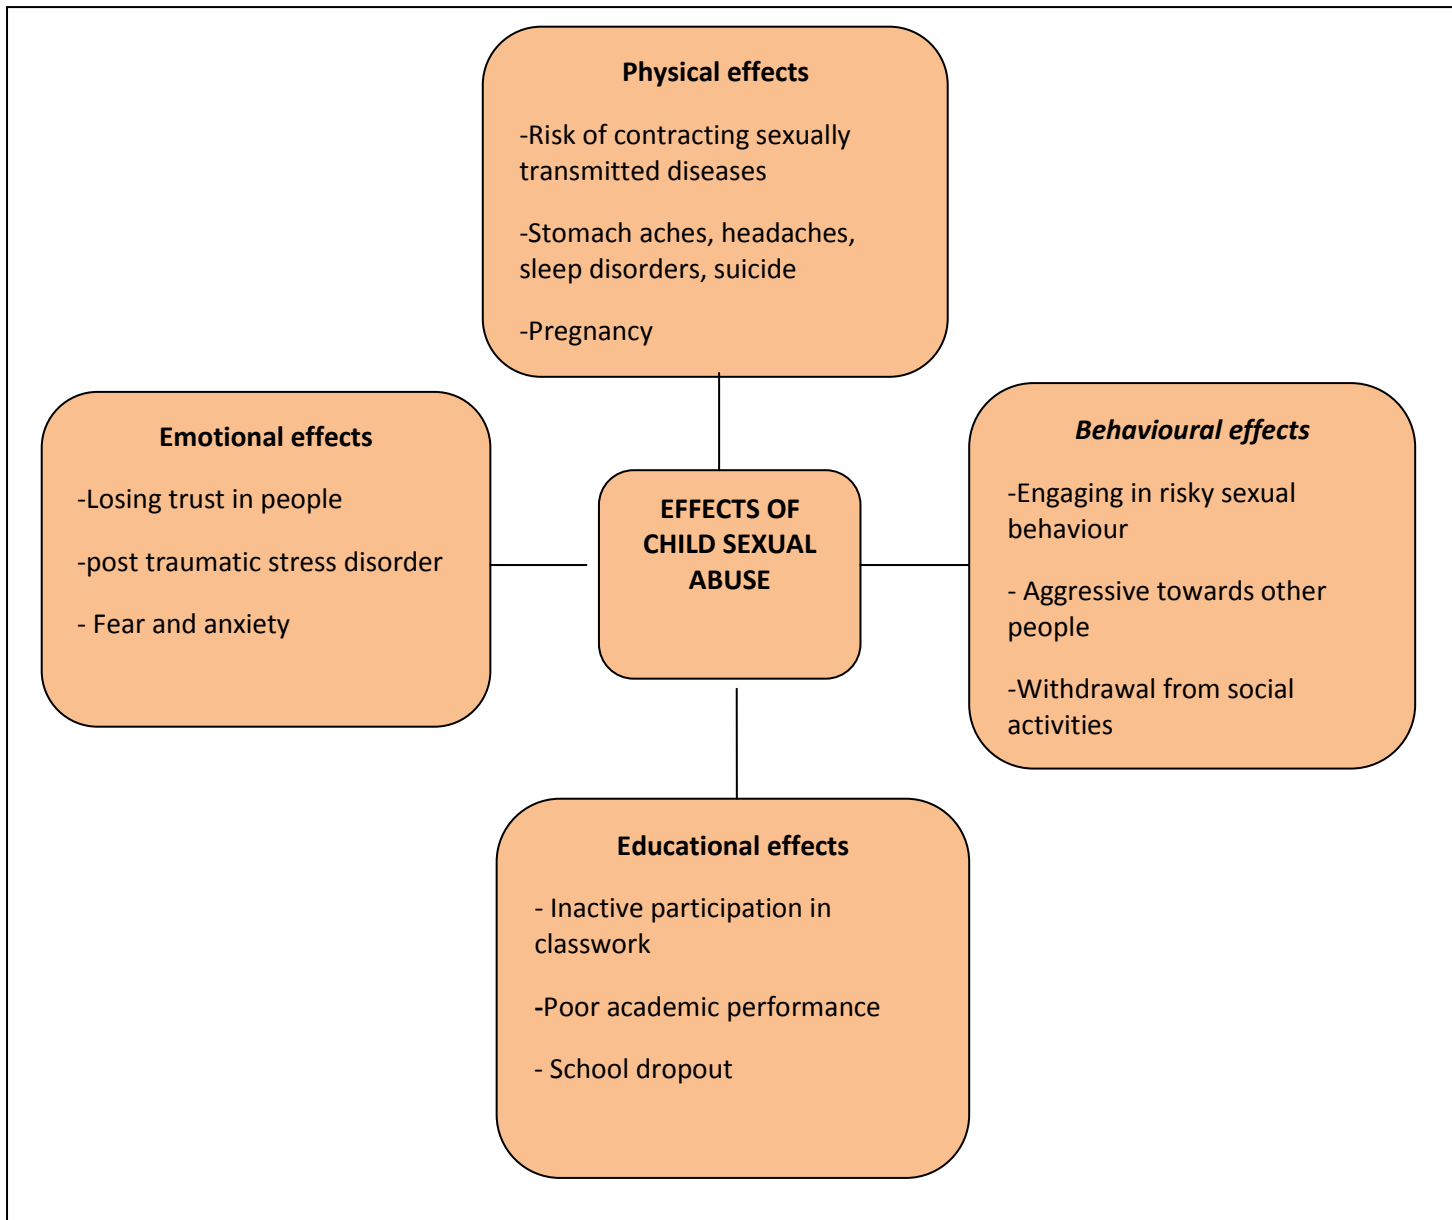 Physical effects
-Risk of contracting sexually
transmitted diseases
-Stomach aches, headaches,
sleep disorders, suicide
-Pregnancy
Emotional effects
-Losing trust in people
-post traumatic stress disorder
- Fear and anxiety
EFFECTS OF
CHILD SEXUAL
ABUSE
Behavioural effects
-Engaging in risky sexual
behaviour
- Aggressive towards other
people
-Withdrawal from social
activities
Educational effects
- Inactive participation in
classwork
-Poor academic performance
- School dropout